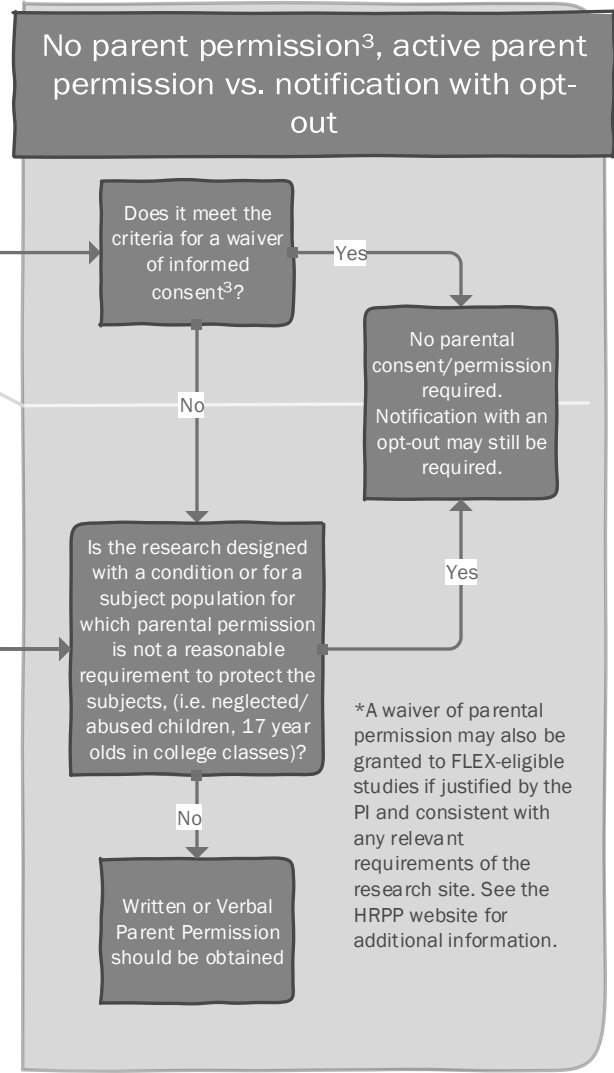 No parent permission³, active parent
permission vs. notification with opt-
out
Does it meet the
criteria for a waiver
of informed
consent³?
Yes
No parental
consent/permission
required.
Notification with an
opt-out may still be
required.
No
Is the research designed
with a condition or for a
subject population for
which parental permission
is not a reasonable
requirement to protect the
subjects, (i.e. neglected/
abused children, 17 year
olds in college classes)?
Yes
*A waiver of parental
permission may also be
granted to FLEX-eligible
studies if justified by the
PI and consistent with
any relevant
requirements of the
research site. See the
HRPP website for
additional information.
No
Written or Verbal
Parent Permission
should be obtained